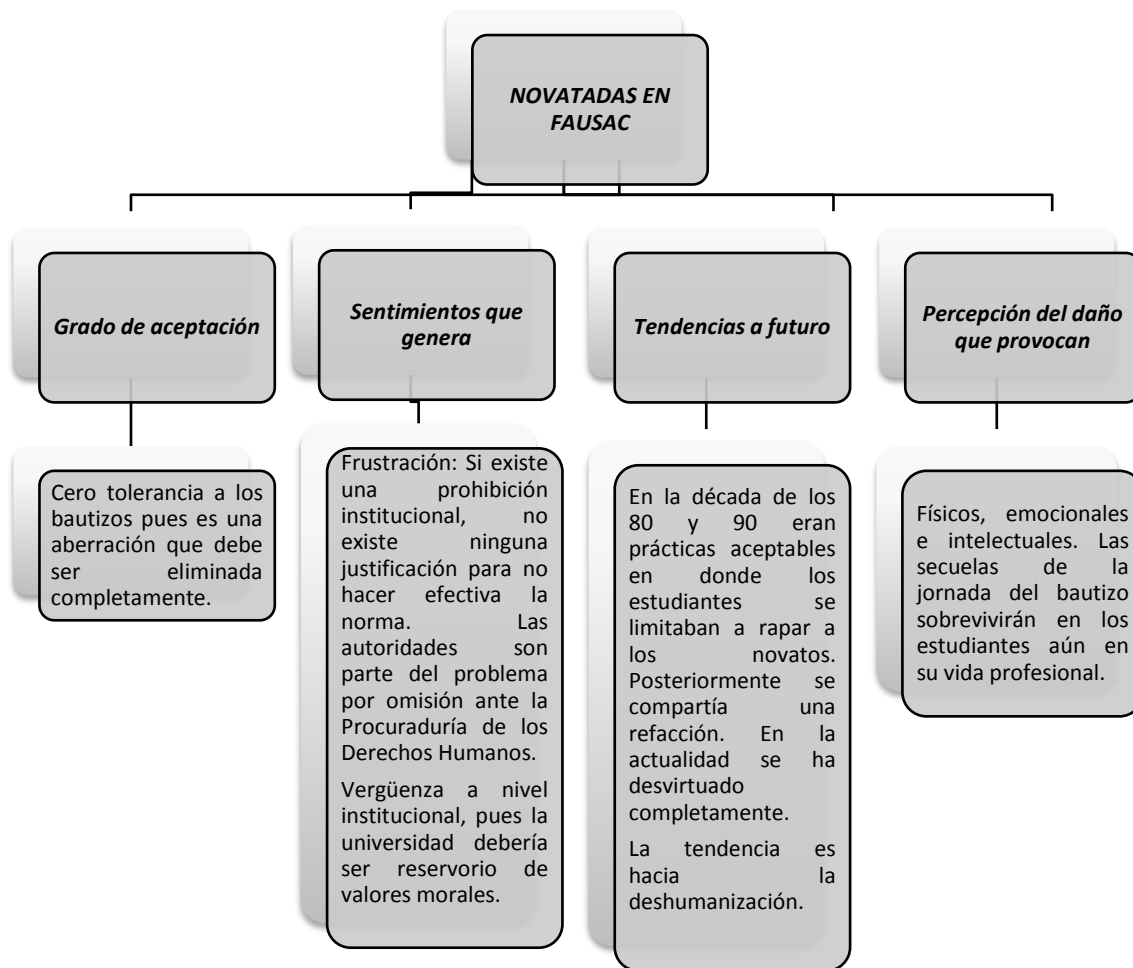 NOVATADAS EN
FAUSAC
Grado de aceptación
Cero tolerancia a los
bautizos pues es una
aberración que debe
ser eliminada
completamente.
Sentimientos que
genera
Frustración: Si existe
una prohibición
institucional, no
existe ninguna
justificación para no
hacer efectiva la
norma. Las
autoridades son
parte del problema
por omisión ante la
Procuraduría de los
Derechos Humanos.
Vergüenza a nivel
institucional, pues la
universidad debería
ser reservorio de
valores morales.
Tendencias a futuro
En la década de los
80 y 90 eran
prácticas aceptables
en donde los
estudiantes se
limitaban a rapar a
los novatos.
Posteriormente se
compartía una
refacción. En la
actualidad se ha
desvirtuado
completamente.
La tendencia es
hacia la
deshumanización.
Percepción del daño
que provocan
Físicos, emocionales
e intelectuales. Las
secuelas de la
jornada del bautizo
sobrevivirán en los
estudiantes aún en
su vida profesional.